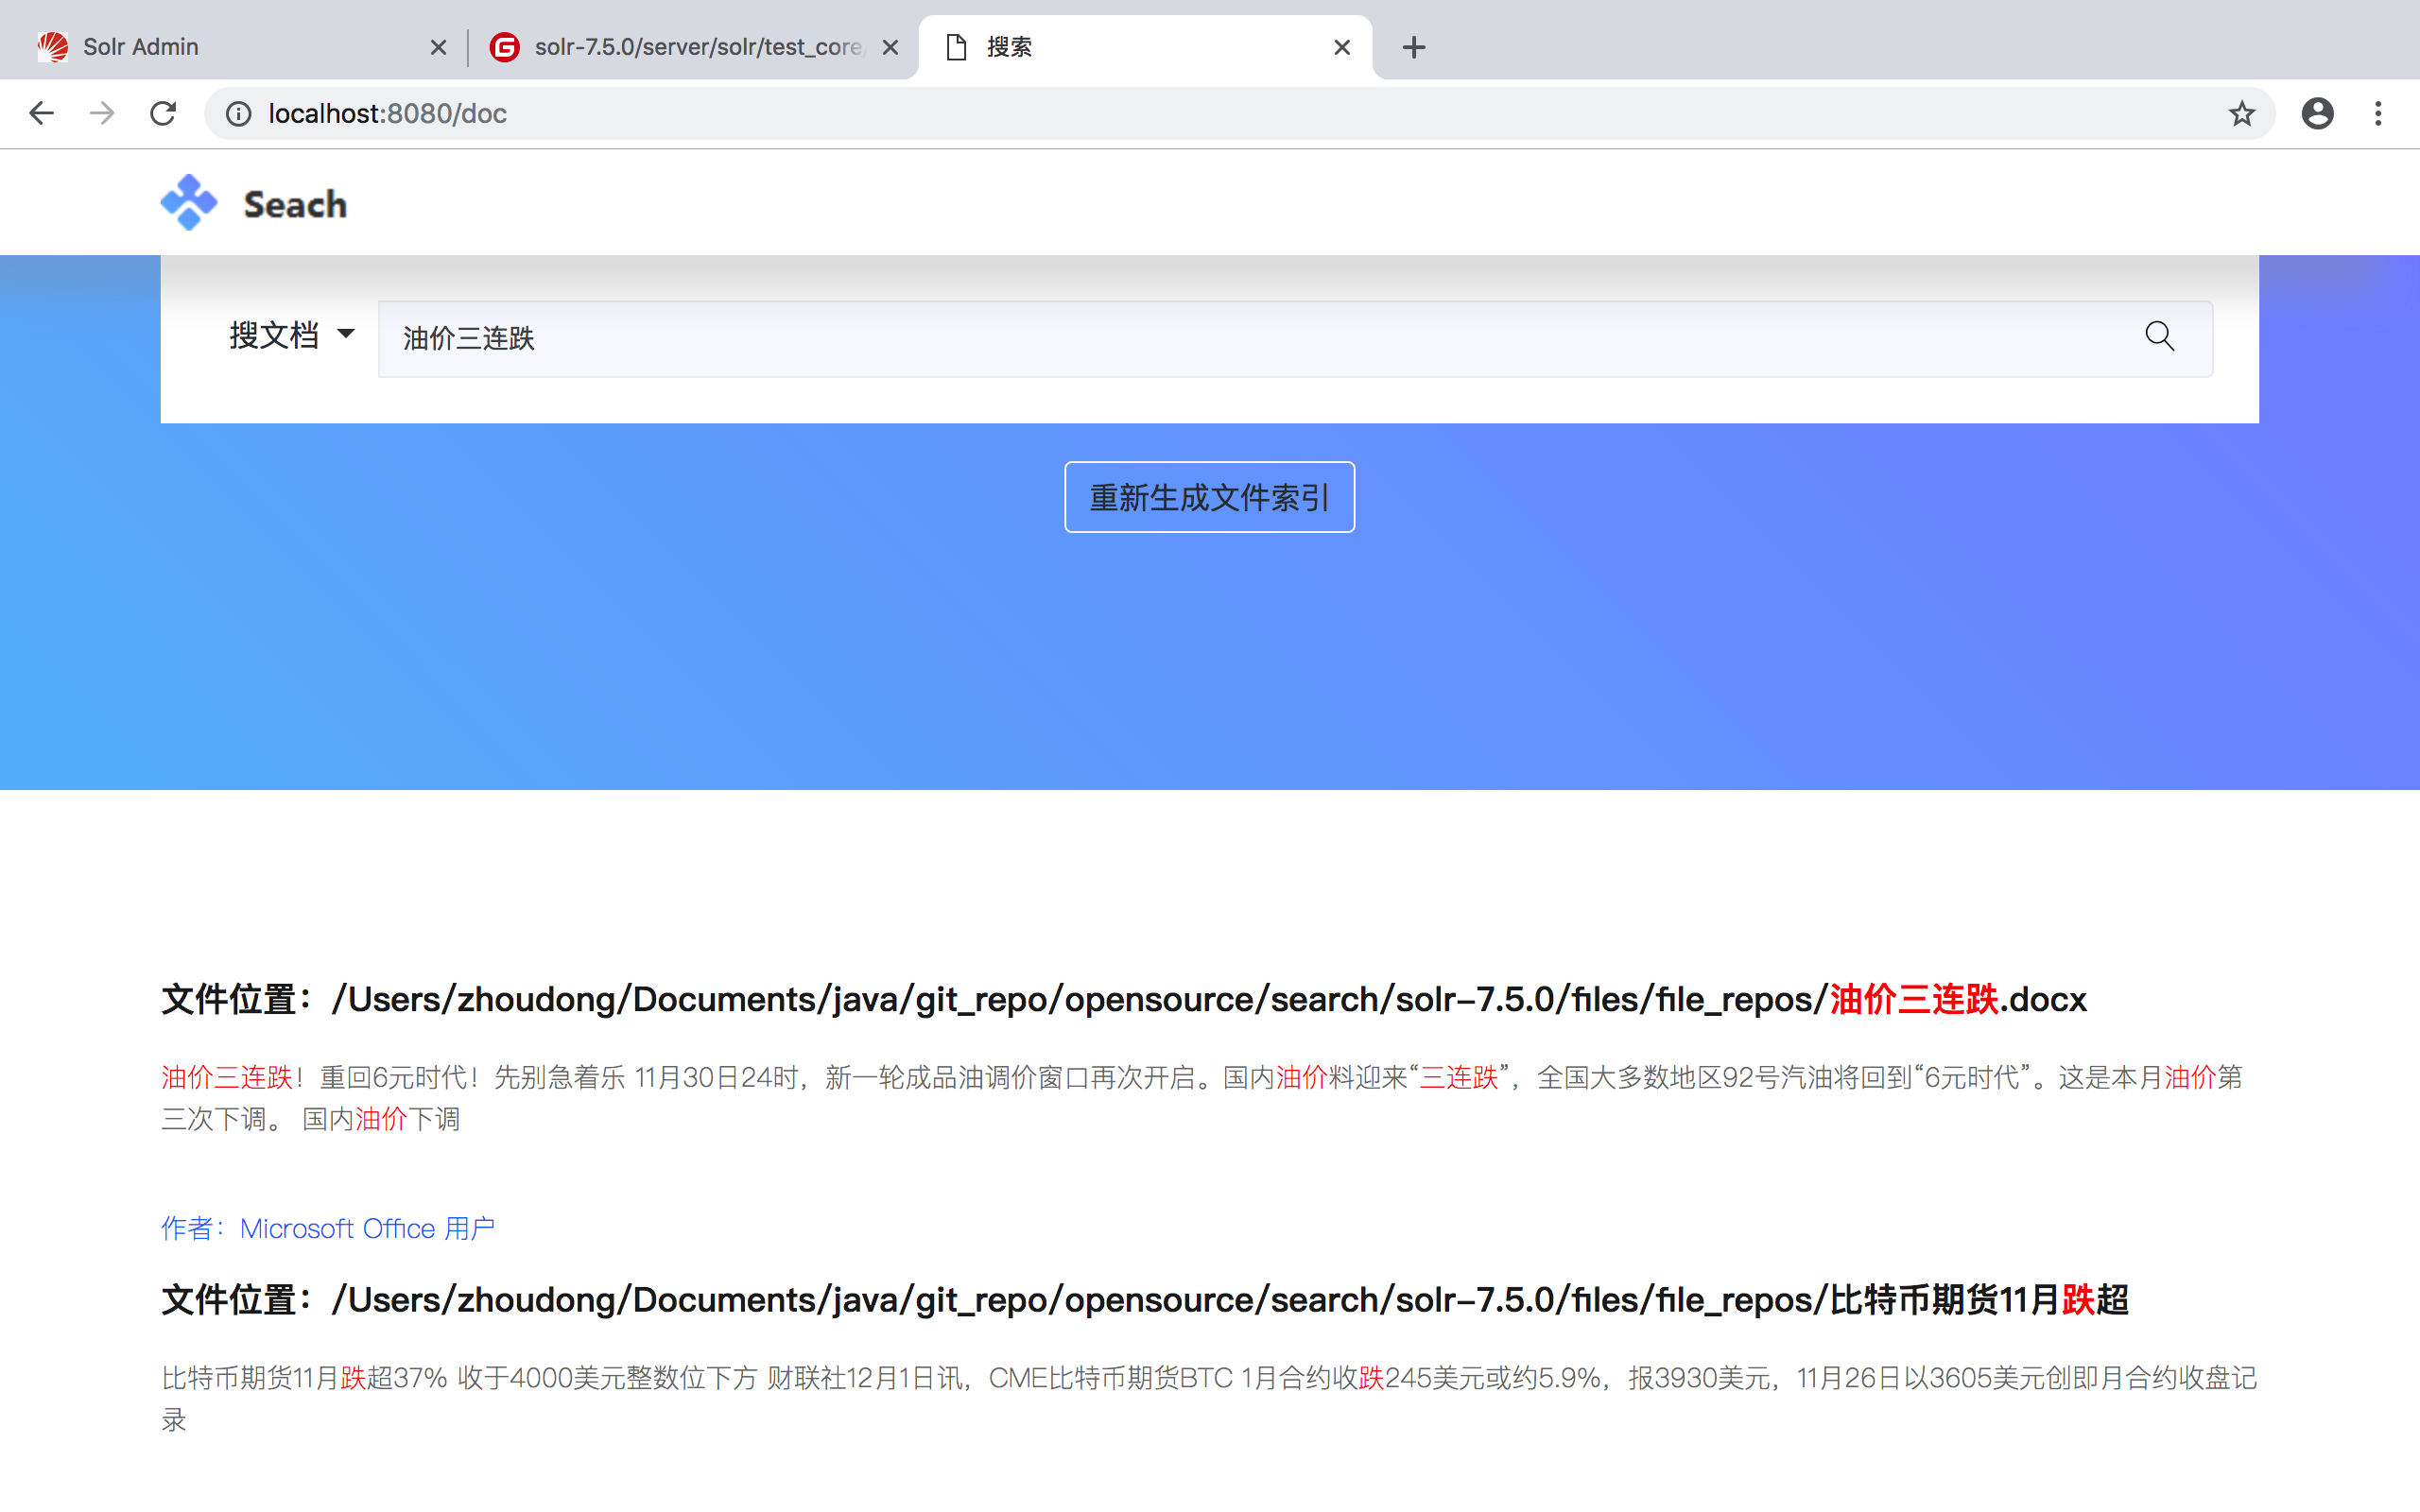 Solr Admin
solr-7.5.0/server/solr/test_core/
搜索
localhost:8080/doc
Seach
搜文档
油价三连跌
重新生成文件索引
文件位置：/Users/zhoudong/Documents/java/git_repo/opensource/search/solr-7.5.0/files/file_repos/油价三连跌.docx
油价三连跌！重回6元时代！先别急着乐 11月30日24时，新一轮成品油调价窗口再次开启。国内油价料迎来“三连跌”，全国大多数地区92号汽油将回到“6元时代”。这是本月油价第
三次下调。 国内油价下调
作者：Microsoft Office 用户
文件位置：/Users/zhoudong/Documents/java/git_repo/opensource/search/solr-7.5.0/files/file_repos/比特币期货11月跌超
比特币期货11月跌超37% 收于4000美元整数位下方 财联社12月1日讯，CME比特币期货BTC 1月合约收跌245美元或约5.9%，报3930美元，11月26日以3605美元创即月合约收盘记
录